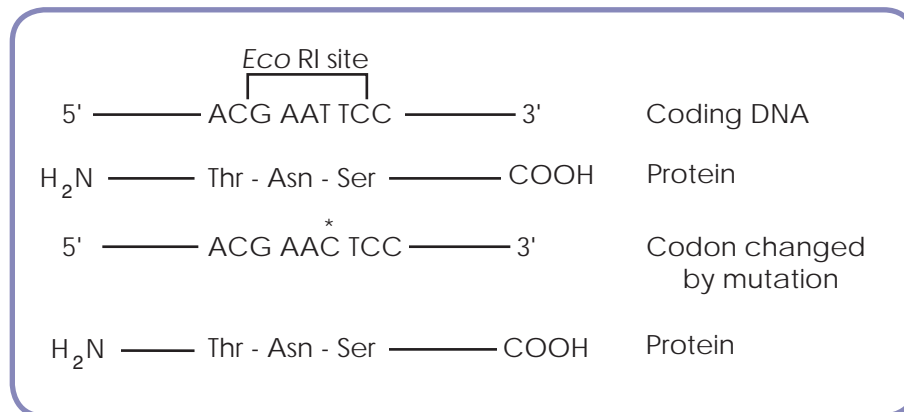 Eco RI site
5' ACG AAT TCC 3' Coding DNA
H2N Thr - Asn - Ser COOH Protein
*
5' ACG AAC TCC 3' Codon changed
by mutation
H2N Thr - Asn - Ser COOH Protein